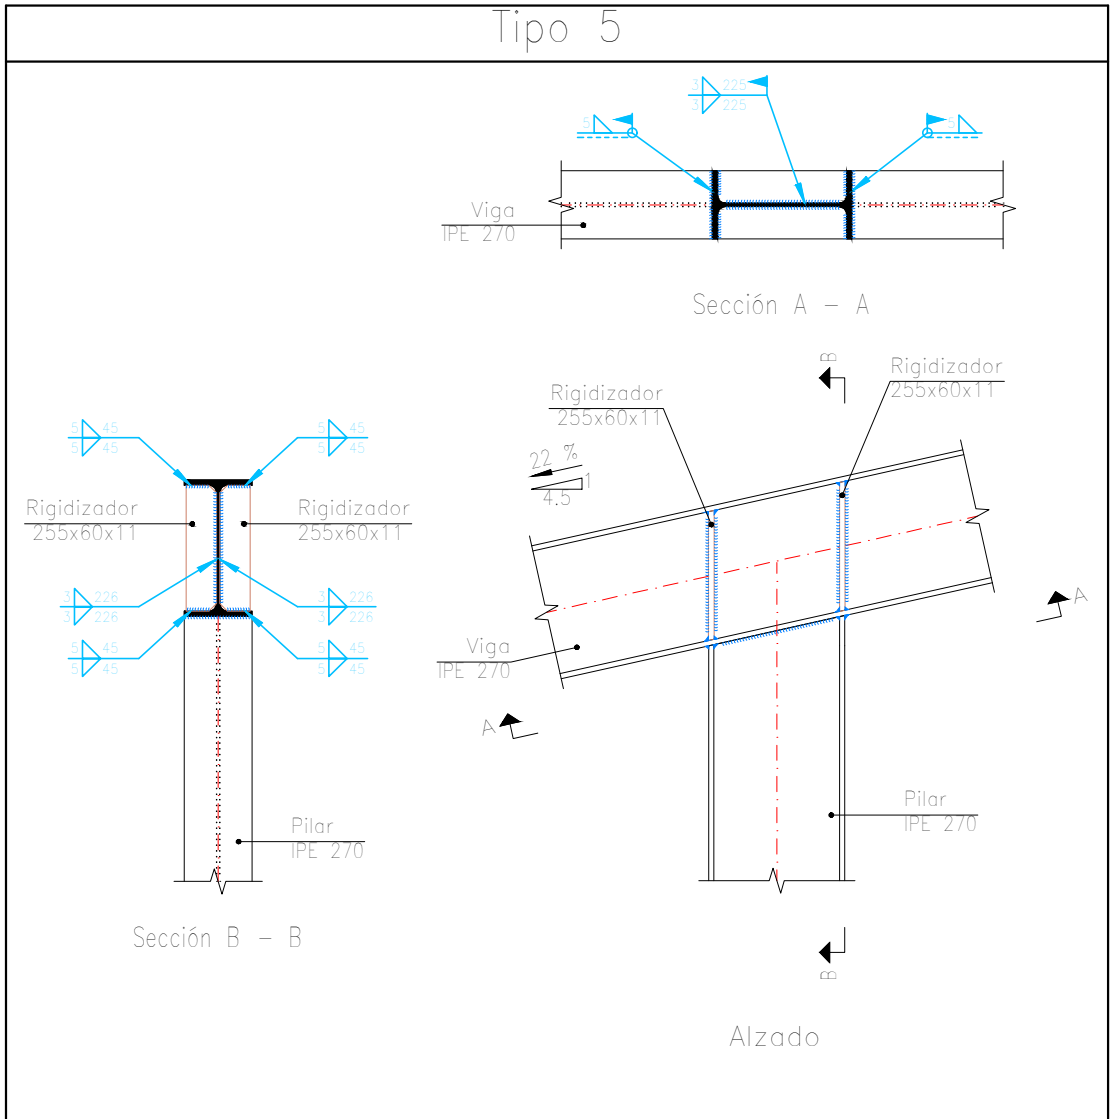 Tipo 5
3 225
3 225
5
5
Viga
IPE 270
Sección A - A
B
Rigidizador
255x60x11
Rigidizador
255x60x11
22 %
1
4.5
5 45
5 45
5 45
5 45
Rigidizador
255x60x11
Rigidizador
255x60x11
3 226
3 226
3 226
3 226
A
5 45
5 45
5 45
5 45
Viga
IPE 270
A
Pilar
IPE 270
Pilar
IPE 270
Sección B - B
B
Alzado